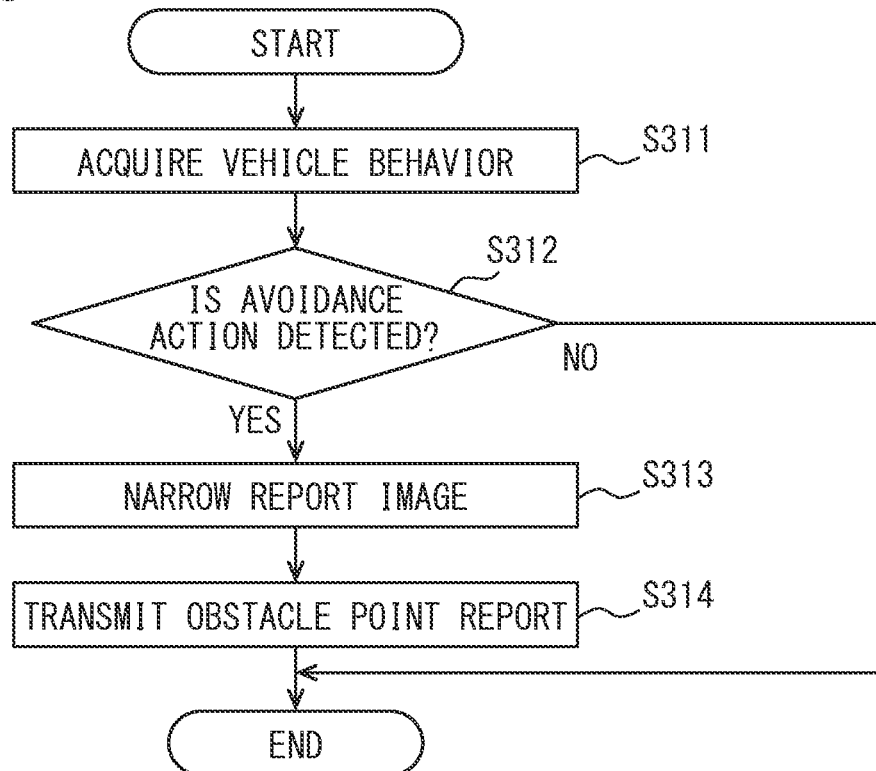 START
ACQUIRE VEHICLE BEHAVIOR
S311
S312
IS AVOIDANCE
ACTION DETECTED?
NO
YES
NARROW REPORT IMAGE
S313
TRANSMIT OBSTACLE POINT REPORT
S314
END